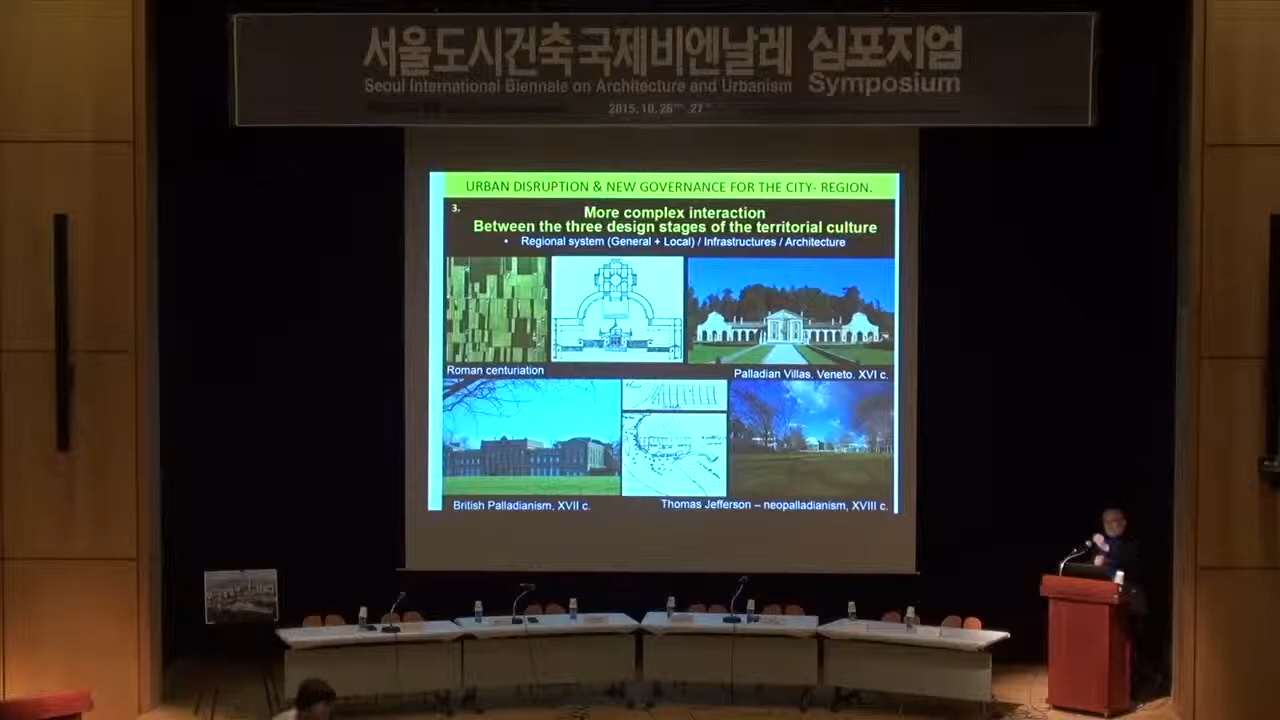 서울도시건축국제비엔날레 심포지엄
Seoul International Biennale on Architecture and Urbanism Symposium
2015.10.26 27
URBAN DISRUPTION & NEW GOVERNANCE FOR THE CITY- REGION.
3.
More complex interaction
Between the three design stages of the territorial culture
• Regional system (General + Local) / Infrastructures / Architecture
Roman centuriation
Palladian Villas. Veneto. XVI c.
British Palladianism, XVII c.
Thomas Jefferson – neopalladianism, XVIII c.